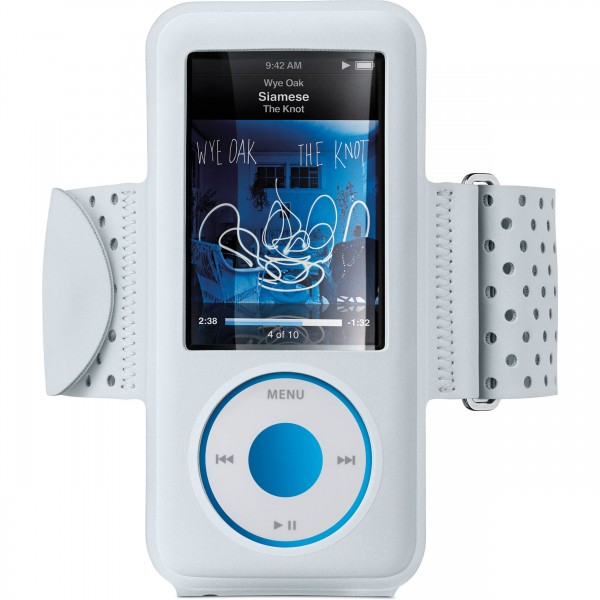 9:42 AM
Wye Oak
Siamese
The Knot
WYE OAK THE KNOT
2:38 -1:32
4 of 10
MENU